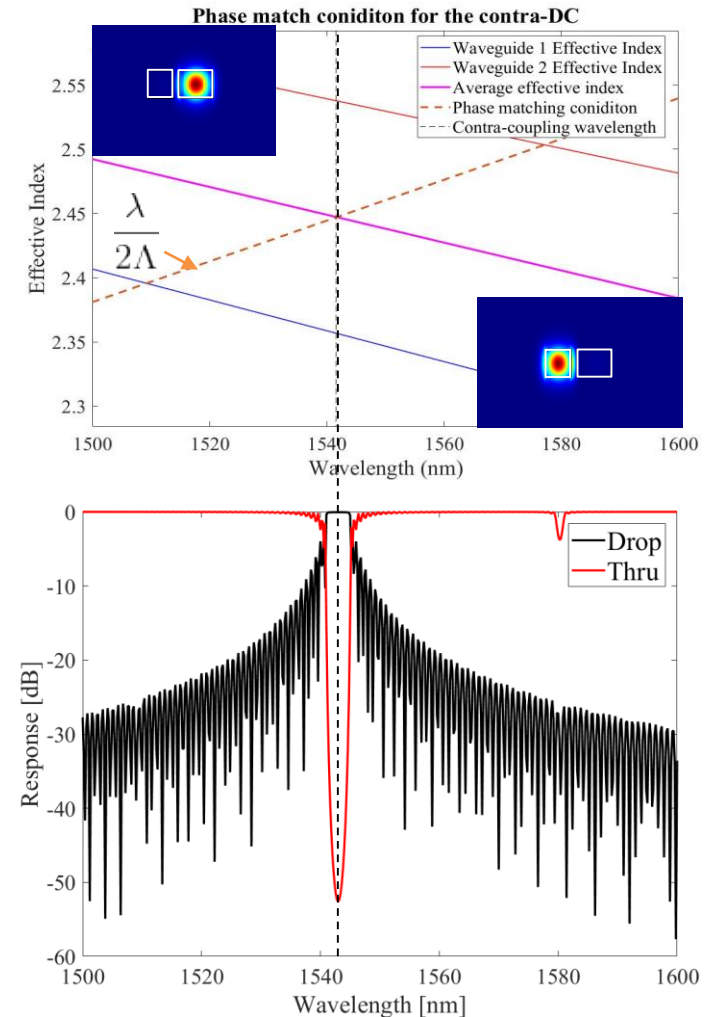 Phase match coniditon for the contra-DC
Waveguide 1 Effective Index
Waveguide 2 Effective Index
Average effective index
Phase matching coniditon
Contra-coupling wavelength
2.55
2.5
2.45
2.4
2.35
2.3
Effective Index
λ
2Λ
1500
1520
1540
1560
1580
1600
Wavelength (nm)
0
-10
-20
-30
-40
-50
-60
Response [dB]
Drop
Thru
1500
1520
1540
1560
1580
1600
Wavelength [nm]